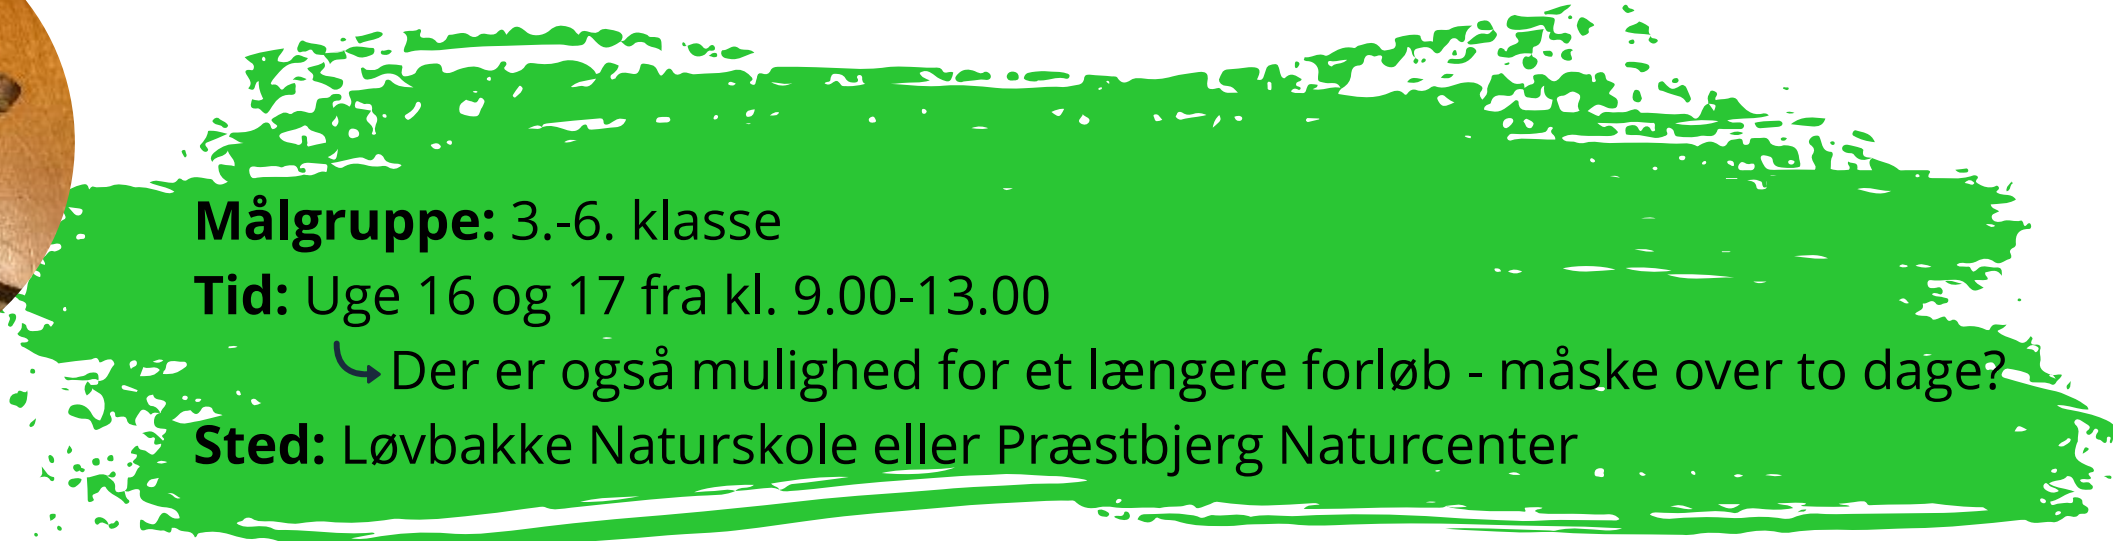 Målgruppe: 3.-6. klasse
Tid: Uge 16 og 17 fra kl. 9.00-13.00
Der er også mulighed for et længere forløb - måske over to dage?
Sted: Løvbakke Naturskole eller Præstbjerg Naturcenter